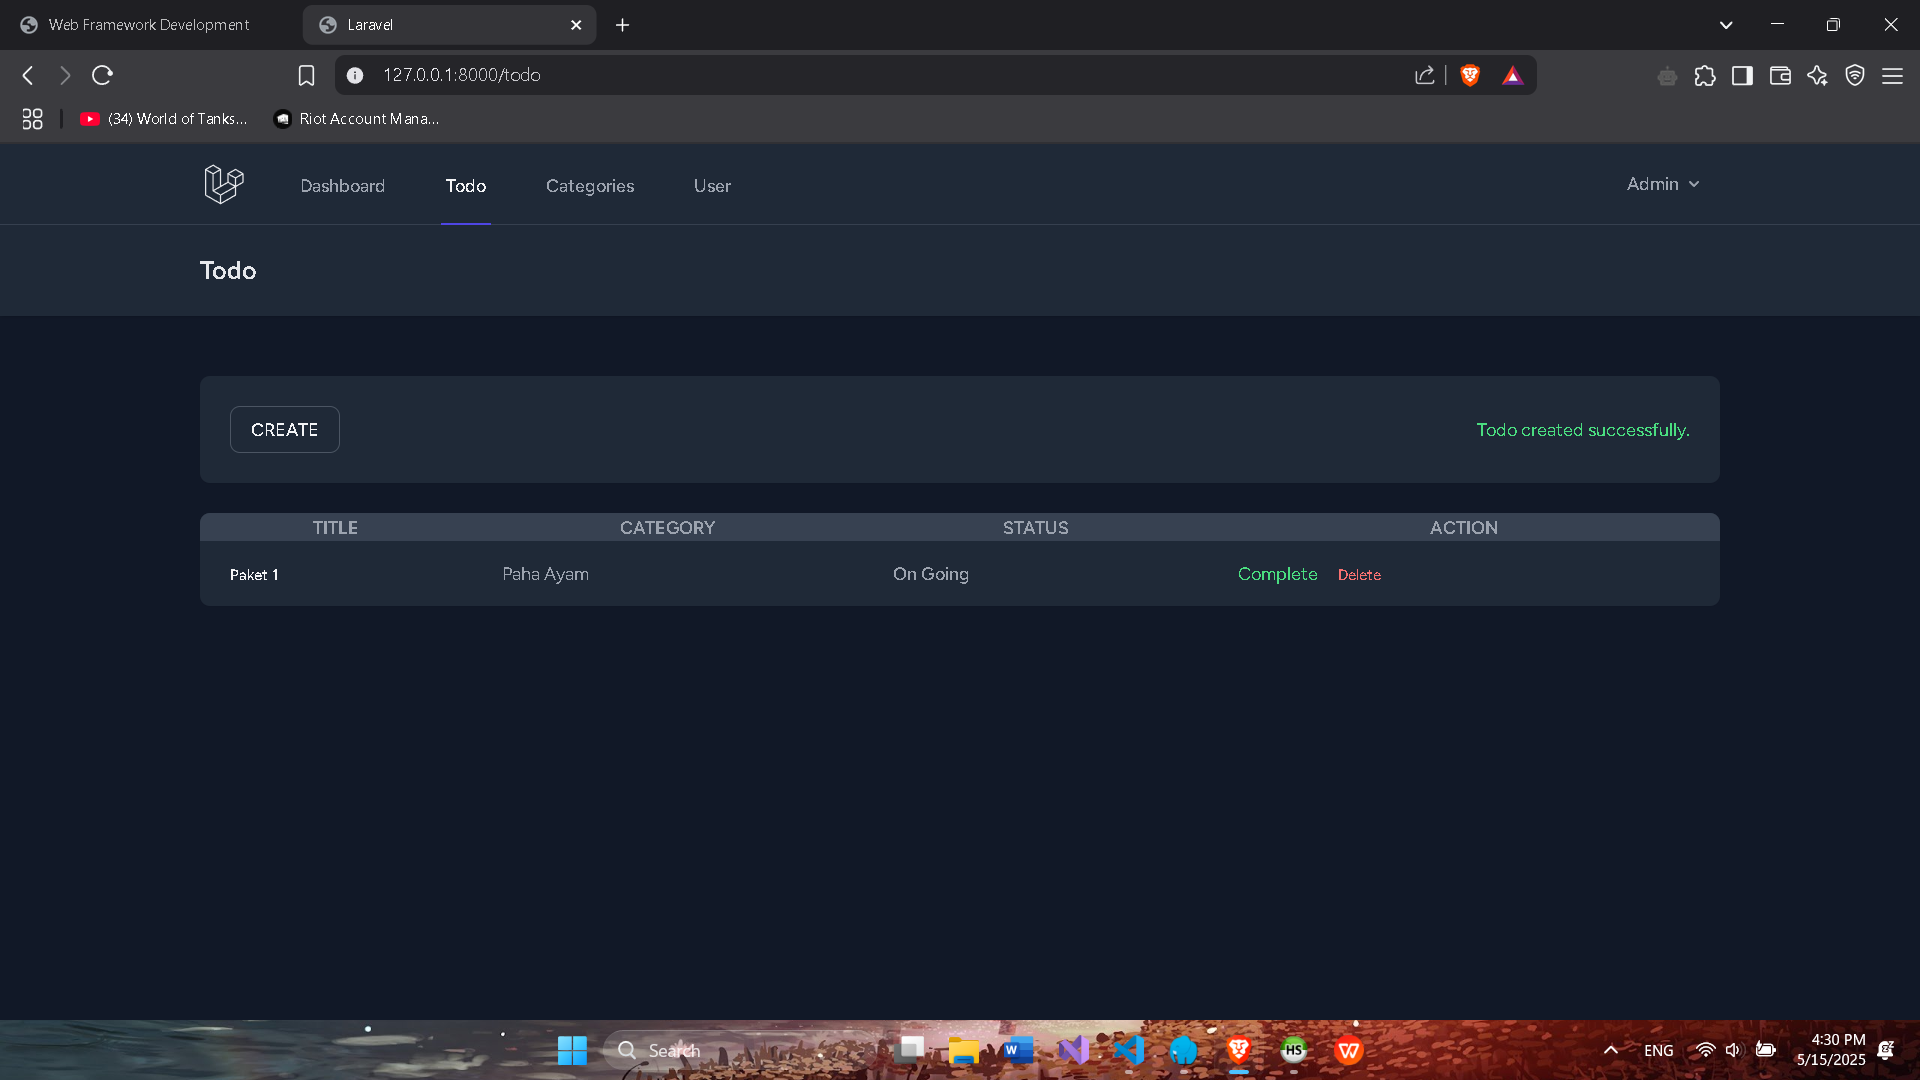 Web Framework Development
Laravel
127.0.0.1:8000/todo
(34) World of Tanks...
Riot Account Mana...
Dashboard
Todo
Categories
User
Admin
Todo
CREATE
Todo created successfully.
TITLE CATEGORY STATUS ACTION
Paket 1 Paha Ayam On Going Complete Delete
Search
W
HS
W
ENG
4:30 PM
5/15/2025